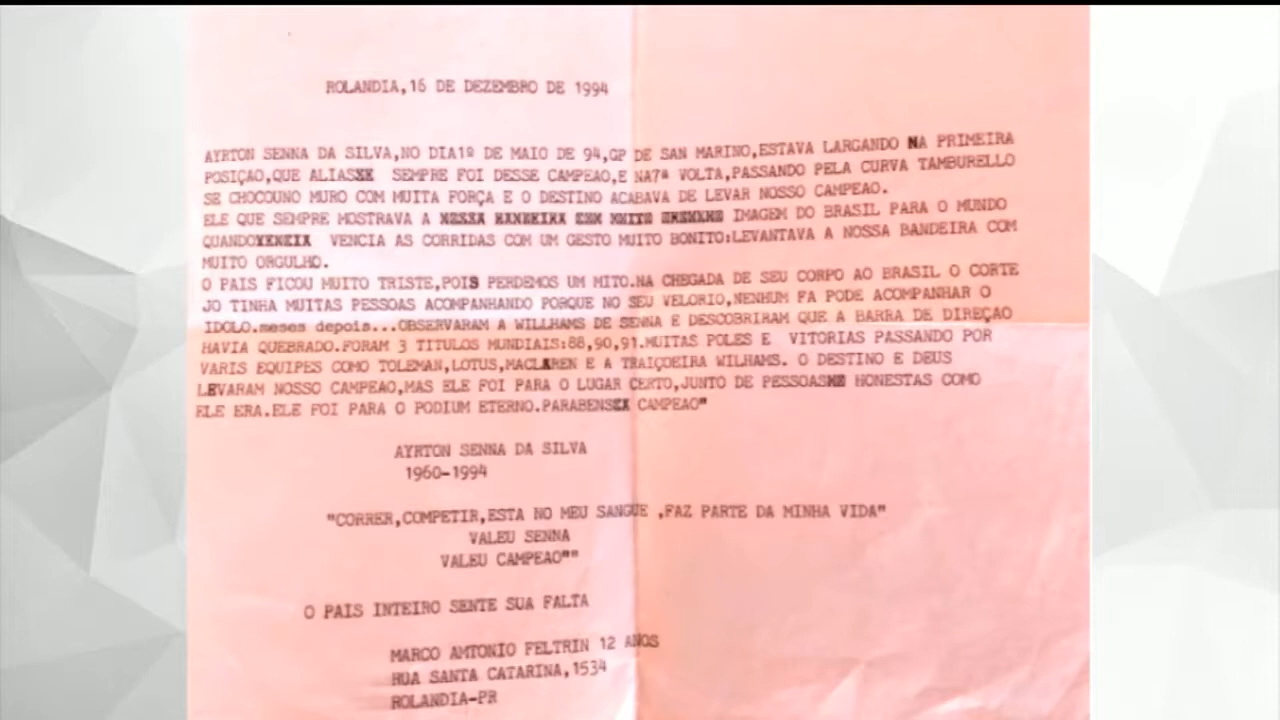 ROLANDIA,16 DE DEZEMBRO DE 1994
AYRTON SENNA DA SILVA,NO DIA1º DE MAIO DE 94,GP DE SAN MARINO,ESTAVA LARGANDO NA PRIMEIRA
POSIÇAO,QUE ALIAS SEMPRE FOI DESSE CAMPEAO,E NA7ª VOLTA,PASSANDO PELA CURVA TAMBURELLO
SE CHOCOUNO MURO COM MUITA FORÇA E O DESTINO ACABAVA DE LEVAR NOSSO CAMPEAO.
ELE QUE SEMPRE MOSTRAVA A IMAGEM DO BRASIL PARA O MUNDO
QUANDO VENCIA AS CORRIDAS COM UM GESTO MUITO BONITO:LEVANTAVA A NOSSA BANDEIRA COM
MUITO ORGULHO.
O PAIS FICOU MUITO TRISTE,POIS PERDEMOS UM MITO.NA CHEGADA DE SEU CORPO AO BRASIL O CORTE
JO TINHA MUITAS PESSOAS ACOMPANHANDO PORQUE NO SEU VELORIO,NENHUM FA PODE ACOMPANHAR O
IDOLO.meses depois...OBSERVARAM A WILLHAMS DE SENNA E DESCOBRIRAM QUE A BARRA DE DIREÇAO
HAVIA QUEBRADO.FORAM 3 TITULOS MUNDIAIS:88,90,91.MUITAS POLES E VITORIAS PASSANDO POR
VARIS EQUIPES COMO TOLEMAN,LOTUS,MACLAREN E A TRAIÇOEIRA WILHAMS. O DESTINO E DEUS
LEVARAM NOSSO CAMPEAO,MAS ELE FOI PARA O LUGAR CERTO,JUNTO DE PESSOAS HONESTAS COMO
ELE ERA.ELE FOI PARA O PODIUM ETERNO.PARABENS CAMPEAO"
AYRTON SENNA DA SILVA
1960-1994
"CORRER,COMPETIR,ESTA NO MEU SANGUE ,FAZ PARTE DA MINHA VIDA"
VALEU SENNA
VALEU CAMPEAO""
O PAIS INTEIRO SENTE SUA FALTA
MARCO AMTONIO FELTRIN 12 ANOS
RUA SANTA CATARINA,1534
ROLANDIA-PR